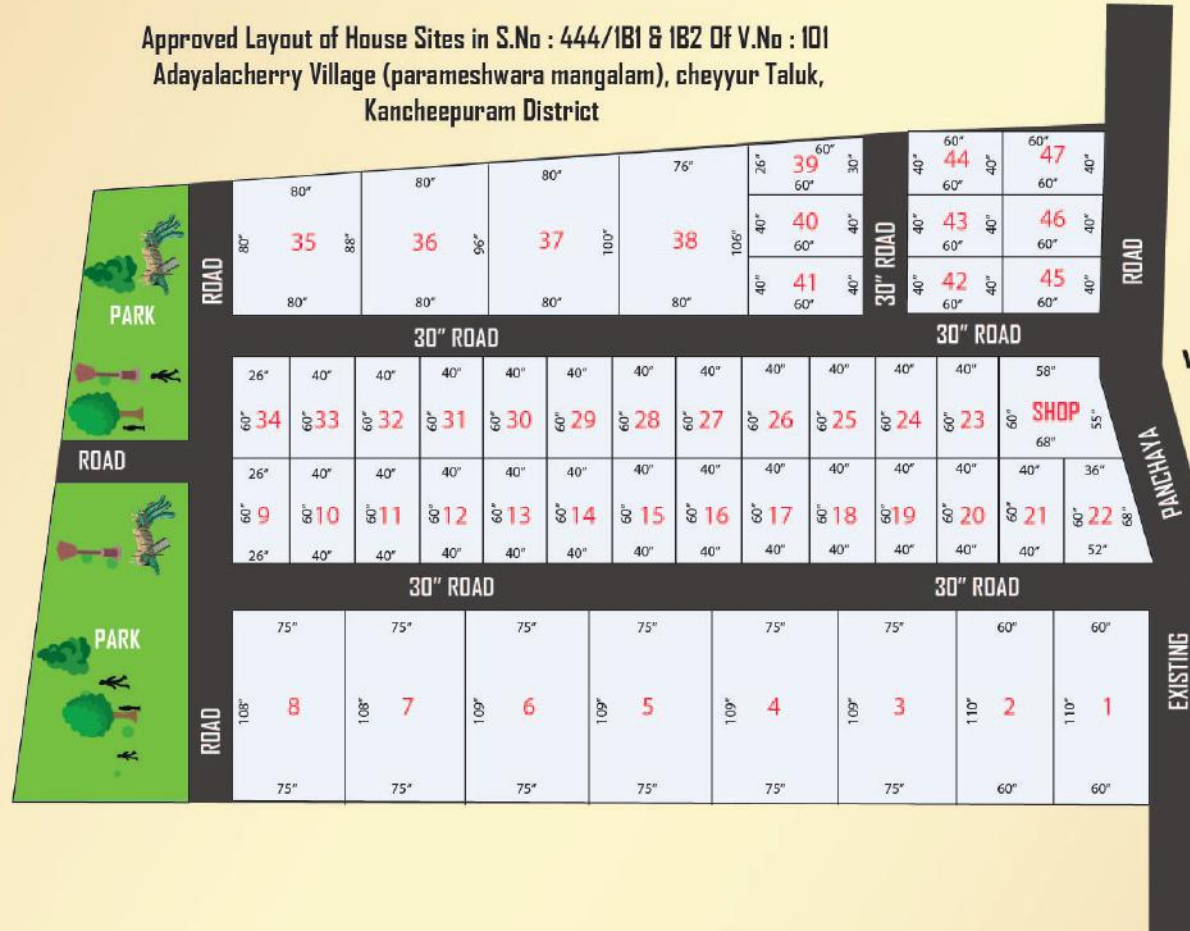 Approved Layout of House Sites in S.No : 444/1B1 & 1B2 Of V.No : 101
Adayalacherry Village (parameshwara mangalam), cheyyur Taluk,
Kancheepuram District
80" 80" 80" 76" 26" 39 60" 30" 60"
60" 40" 44 40" 60" 60" 47 40" 60"
80" 35 88" 36 96" 37 100" 38 106"
40" 40 40" 60"
40" 43 40" 60" 46 40" 60"
40" 41 40" 60"
40" 42 40" 60" 45 40" 60"
80" 80" 80" 80"
PARK
ROAD
30" ROAD
ROAD
30" ROAD
30" ROAD
26" 40" 40" 40" 40" 40" 40" 40" 40" 40" 40" 40" 58"
60" 34 60" 33 60" 32 60" 31 60" 30 60" 29 60" 28 60" 27 60" 26 60" 25 60" 24 60" 23 60" SHOP 55"
68"
ROAD
PANCHAYA
26" 40" 40" 40" 40" 40" 40" 40" 40" 40" 40" 40" 40" 36"
60" 9 60" 10 60" 11 60" 12 60" 13 60" 14 60" 15 60" 16 60" 17 60" 18 60" 19 60" 20 60" 21 60" 22 68"
26" 40" 40" 40" 40" 40" 40" 40" 40" 40" 40" 40" 40" 52"
30" ROAD
30" ROAD
PARK
75" 75" 75" 75" 75" 75" 60" 60"
108" 8 108" 7 109" 6 109" 5 109" 4 109" 3 110" 2 110" 1
75" 75" 75" 75" 75" 75" 60" 60"
ROAD
EXISTING